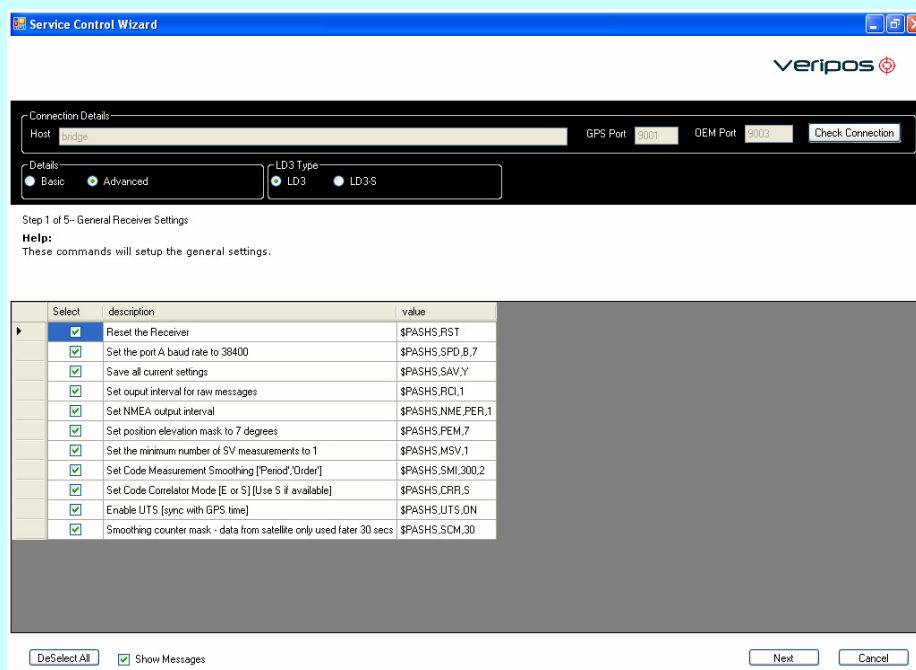 Service Control Wizard
veripos
Connection Details
Host bridge GPS Port 9001 OEM Port 9003 Check Connection
Details LD3 Type
Basic Advanced LD3 LD3-S
Step 1 of 5-- General Receiver Settings
Help:
These commands will setup the general settings.
Select description value
Reset the Receiver $PASHS,RST
Set the port A baud rate to 38400 $PASHS,SPD,B,7
Save all current settings $PASHS,SAV,Y
Set ouput interval for raw messages $PASHS,RCI,1
Set NMEA output interval $PASHS,NME,PER,1
Set position elevation mask to 7 degrees $PASHS,PEM,7
Set the minimum number of SV measurements to 1 $PASHS,MSV,1
Set Code Measurement Smoothing ['Period','Order'] $PASHS,SMI,300,2
Set Code Correlator Mode [E or S] [Use S if available] $PASHS,CRR,S
Enable UTS [sync with GPS time] $PASHS,UTS,ON
Smoothing counter mask - data from satellite only used fater 30 secs $PASHS,SCM,30
DeSelect All Show Messages Next Cancel